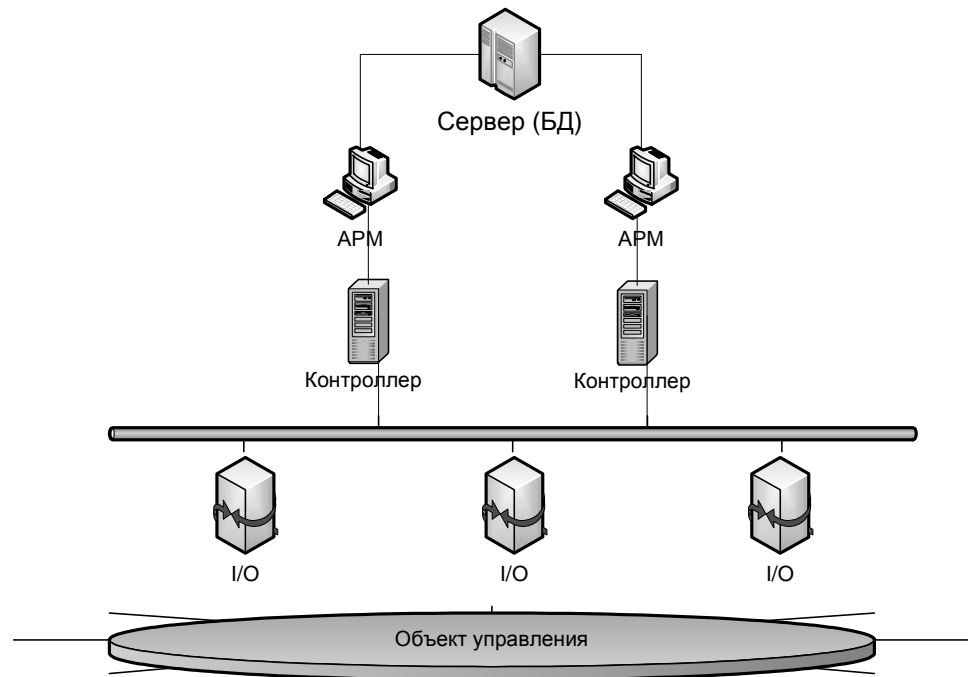 Сервер (БД)
АРМ
АРМ
Контроллер
Контроллер
I/O
I/O
I/O
Объект управления